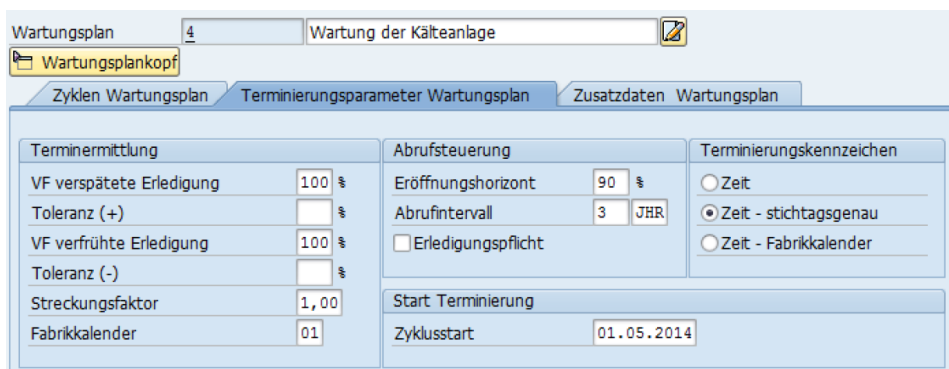 Wartungsplan 4 Wartung der Kälteanlage
Wartungsplankopf
Zyklen Wartungsplan Terminierungsparameter Wartungsplan Zusatzdaten Wartungsplan
Terminermittlung
VF verspätete Erledigung 100 %
Toleranz (+) %
VF verfrühte Erledigung 100 %
Toleranz (-) %
Streckungsfaktor 1,00
Fabrikkalender 01
Abrufsteuerung
Eröffnungshorizont 90 %
Abrufintervall 3 JHR
Erledigungspflicht
Terminierungskennzeichen
Zeit
Zeit - stichtagsgenau
Zeit - Fabrikkalender
Start Terminierung
Zyklusstart 01.05.2014